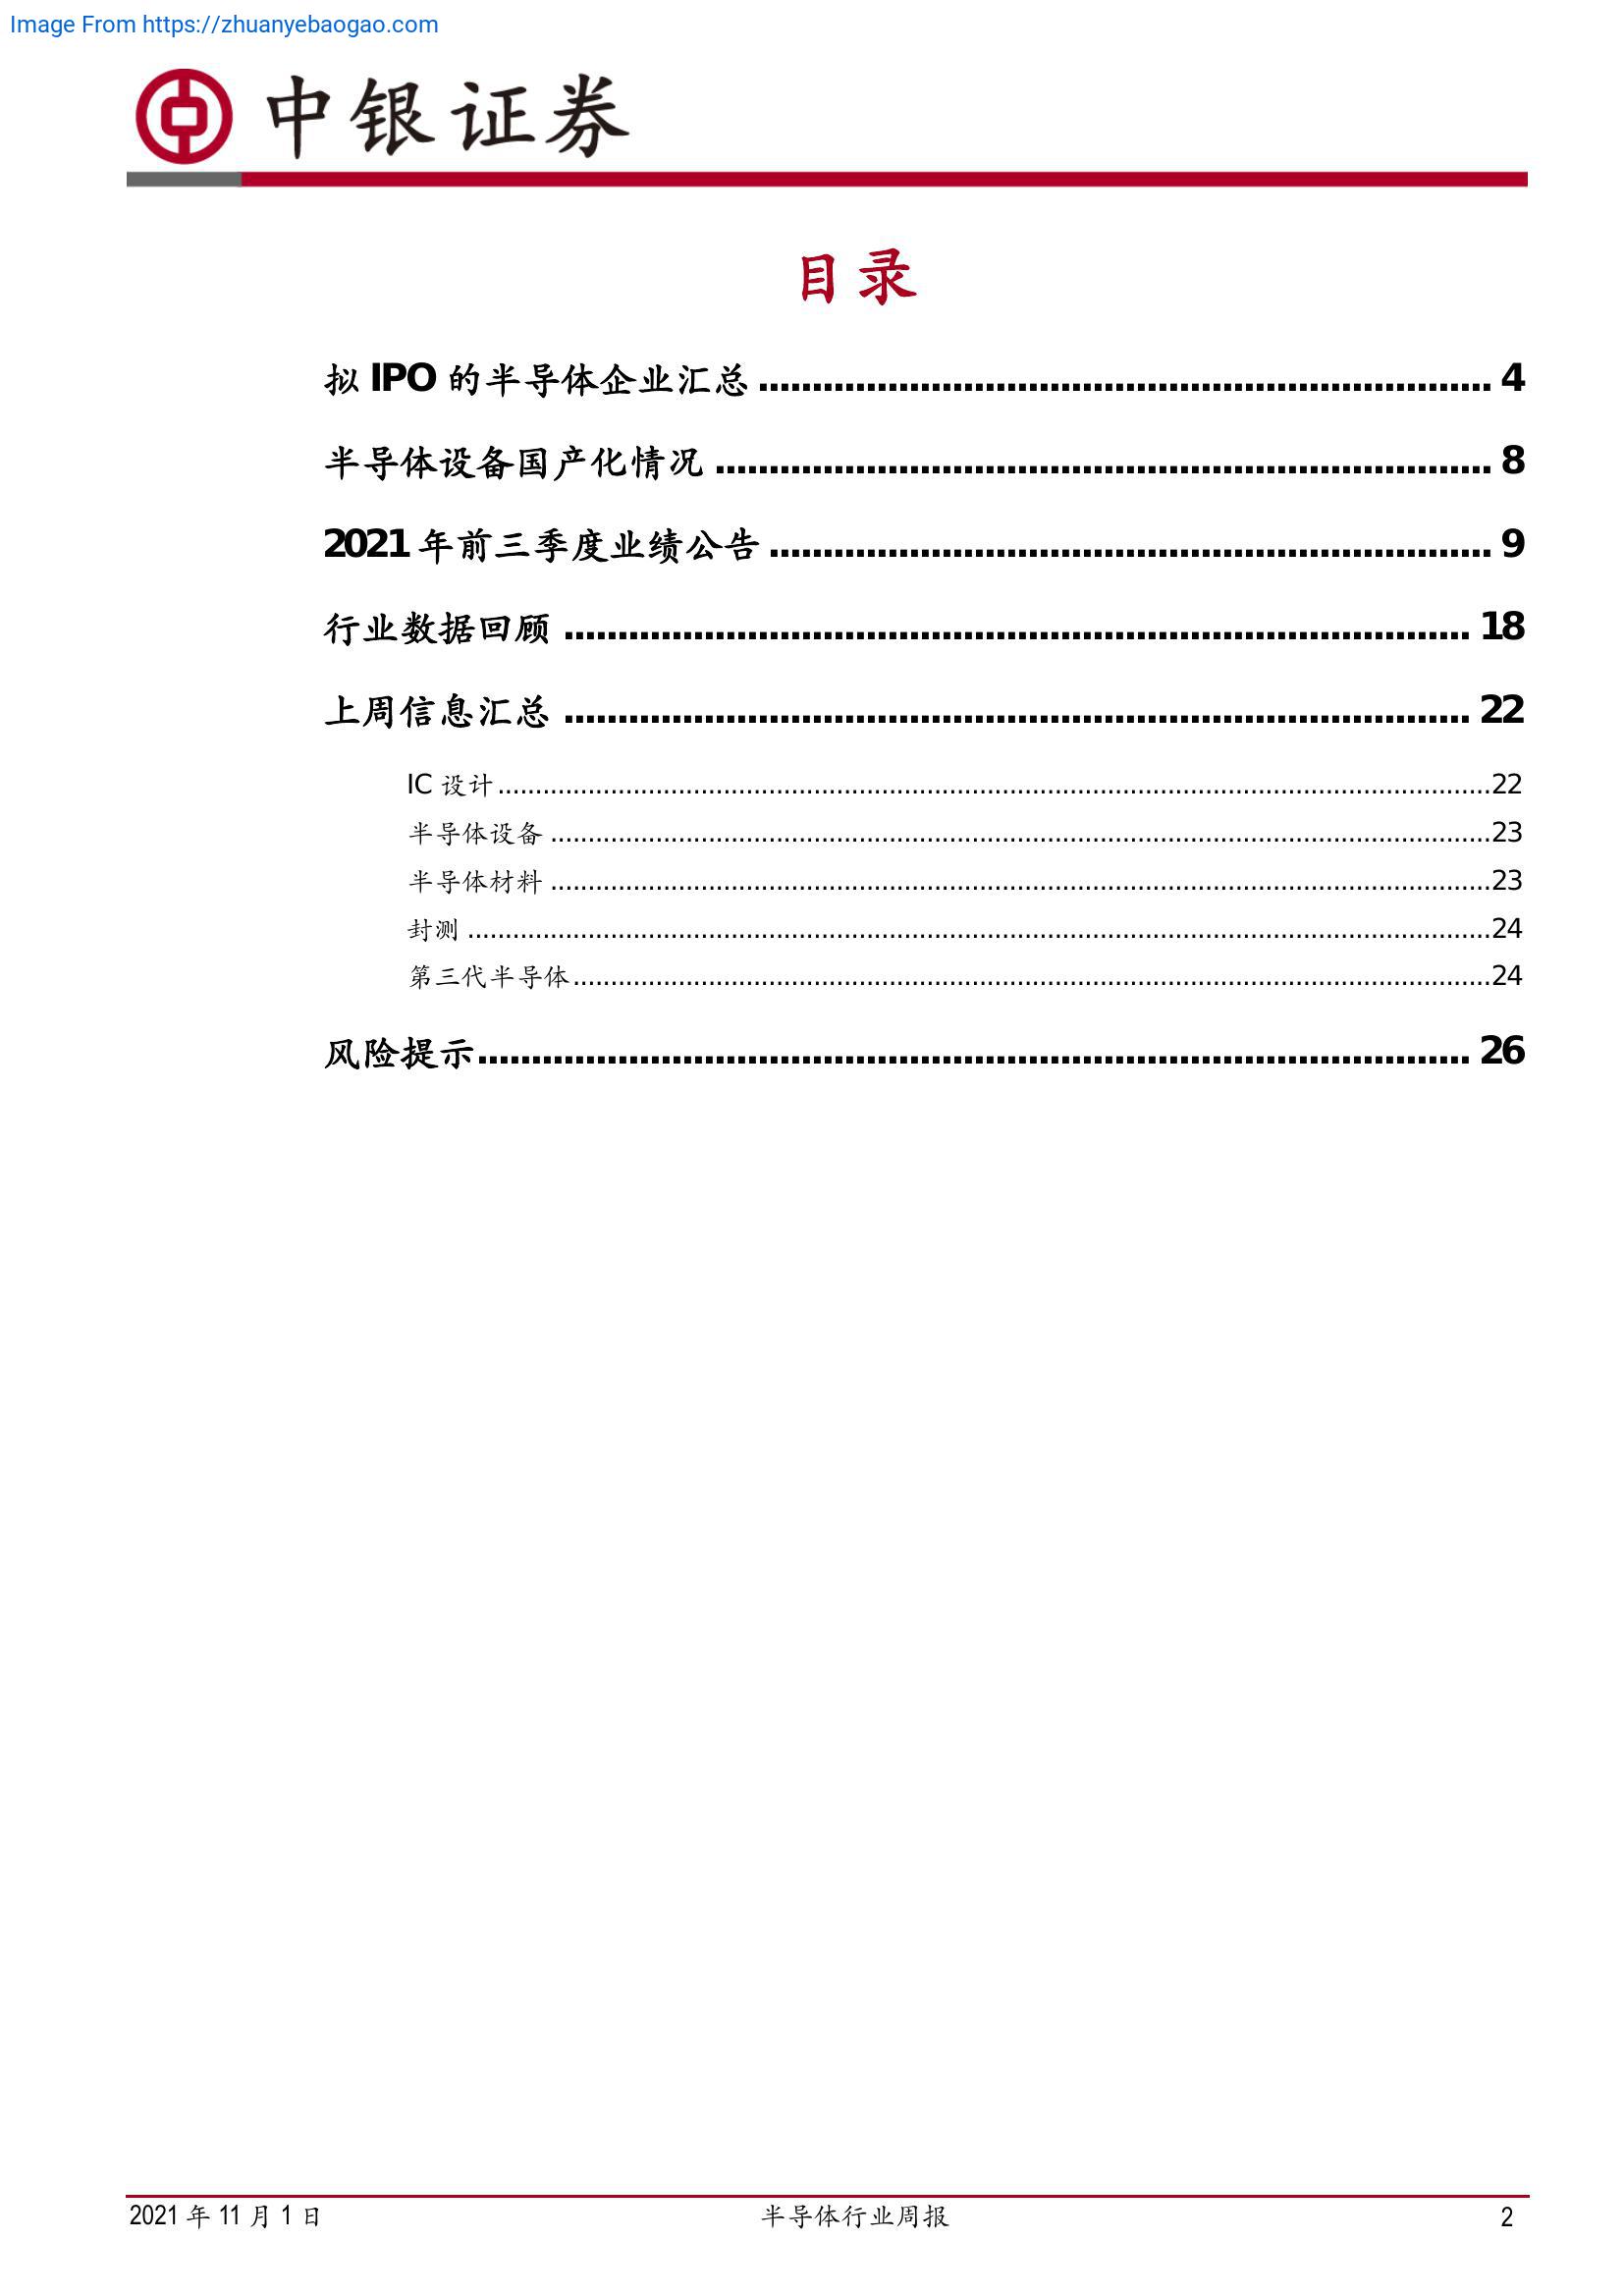 Image From https://zhuanyebaogao.com
中银证券
目录
拟 IPO 的半导体企业汇总 ........................................................................ 4
半导体设备国产化情况 ............................................................................ 8
2021 年前三季度业绩公告 ....................................................................... 9
行业数据回顾 ......................................................................................... 18
上周信息汇总 ......................................................................................... 22
IC 设计 ....................................................................................................................................22
半导体设备 .............................................................................................................................23
半导体材料 .............................................................................................................................23
封测 ........................................................................................................................................24
第三代半导体 ..........................................................................................................................24
风险提示 ................................................................................................. 26
2021 年 11 月 1 日 半导体行业周报 2